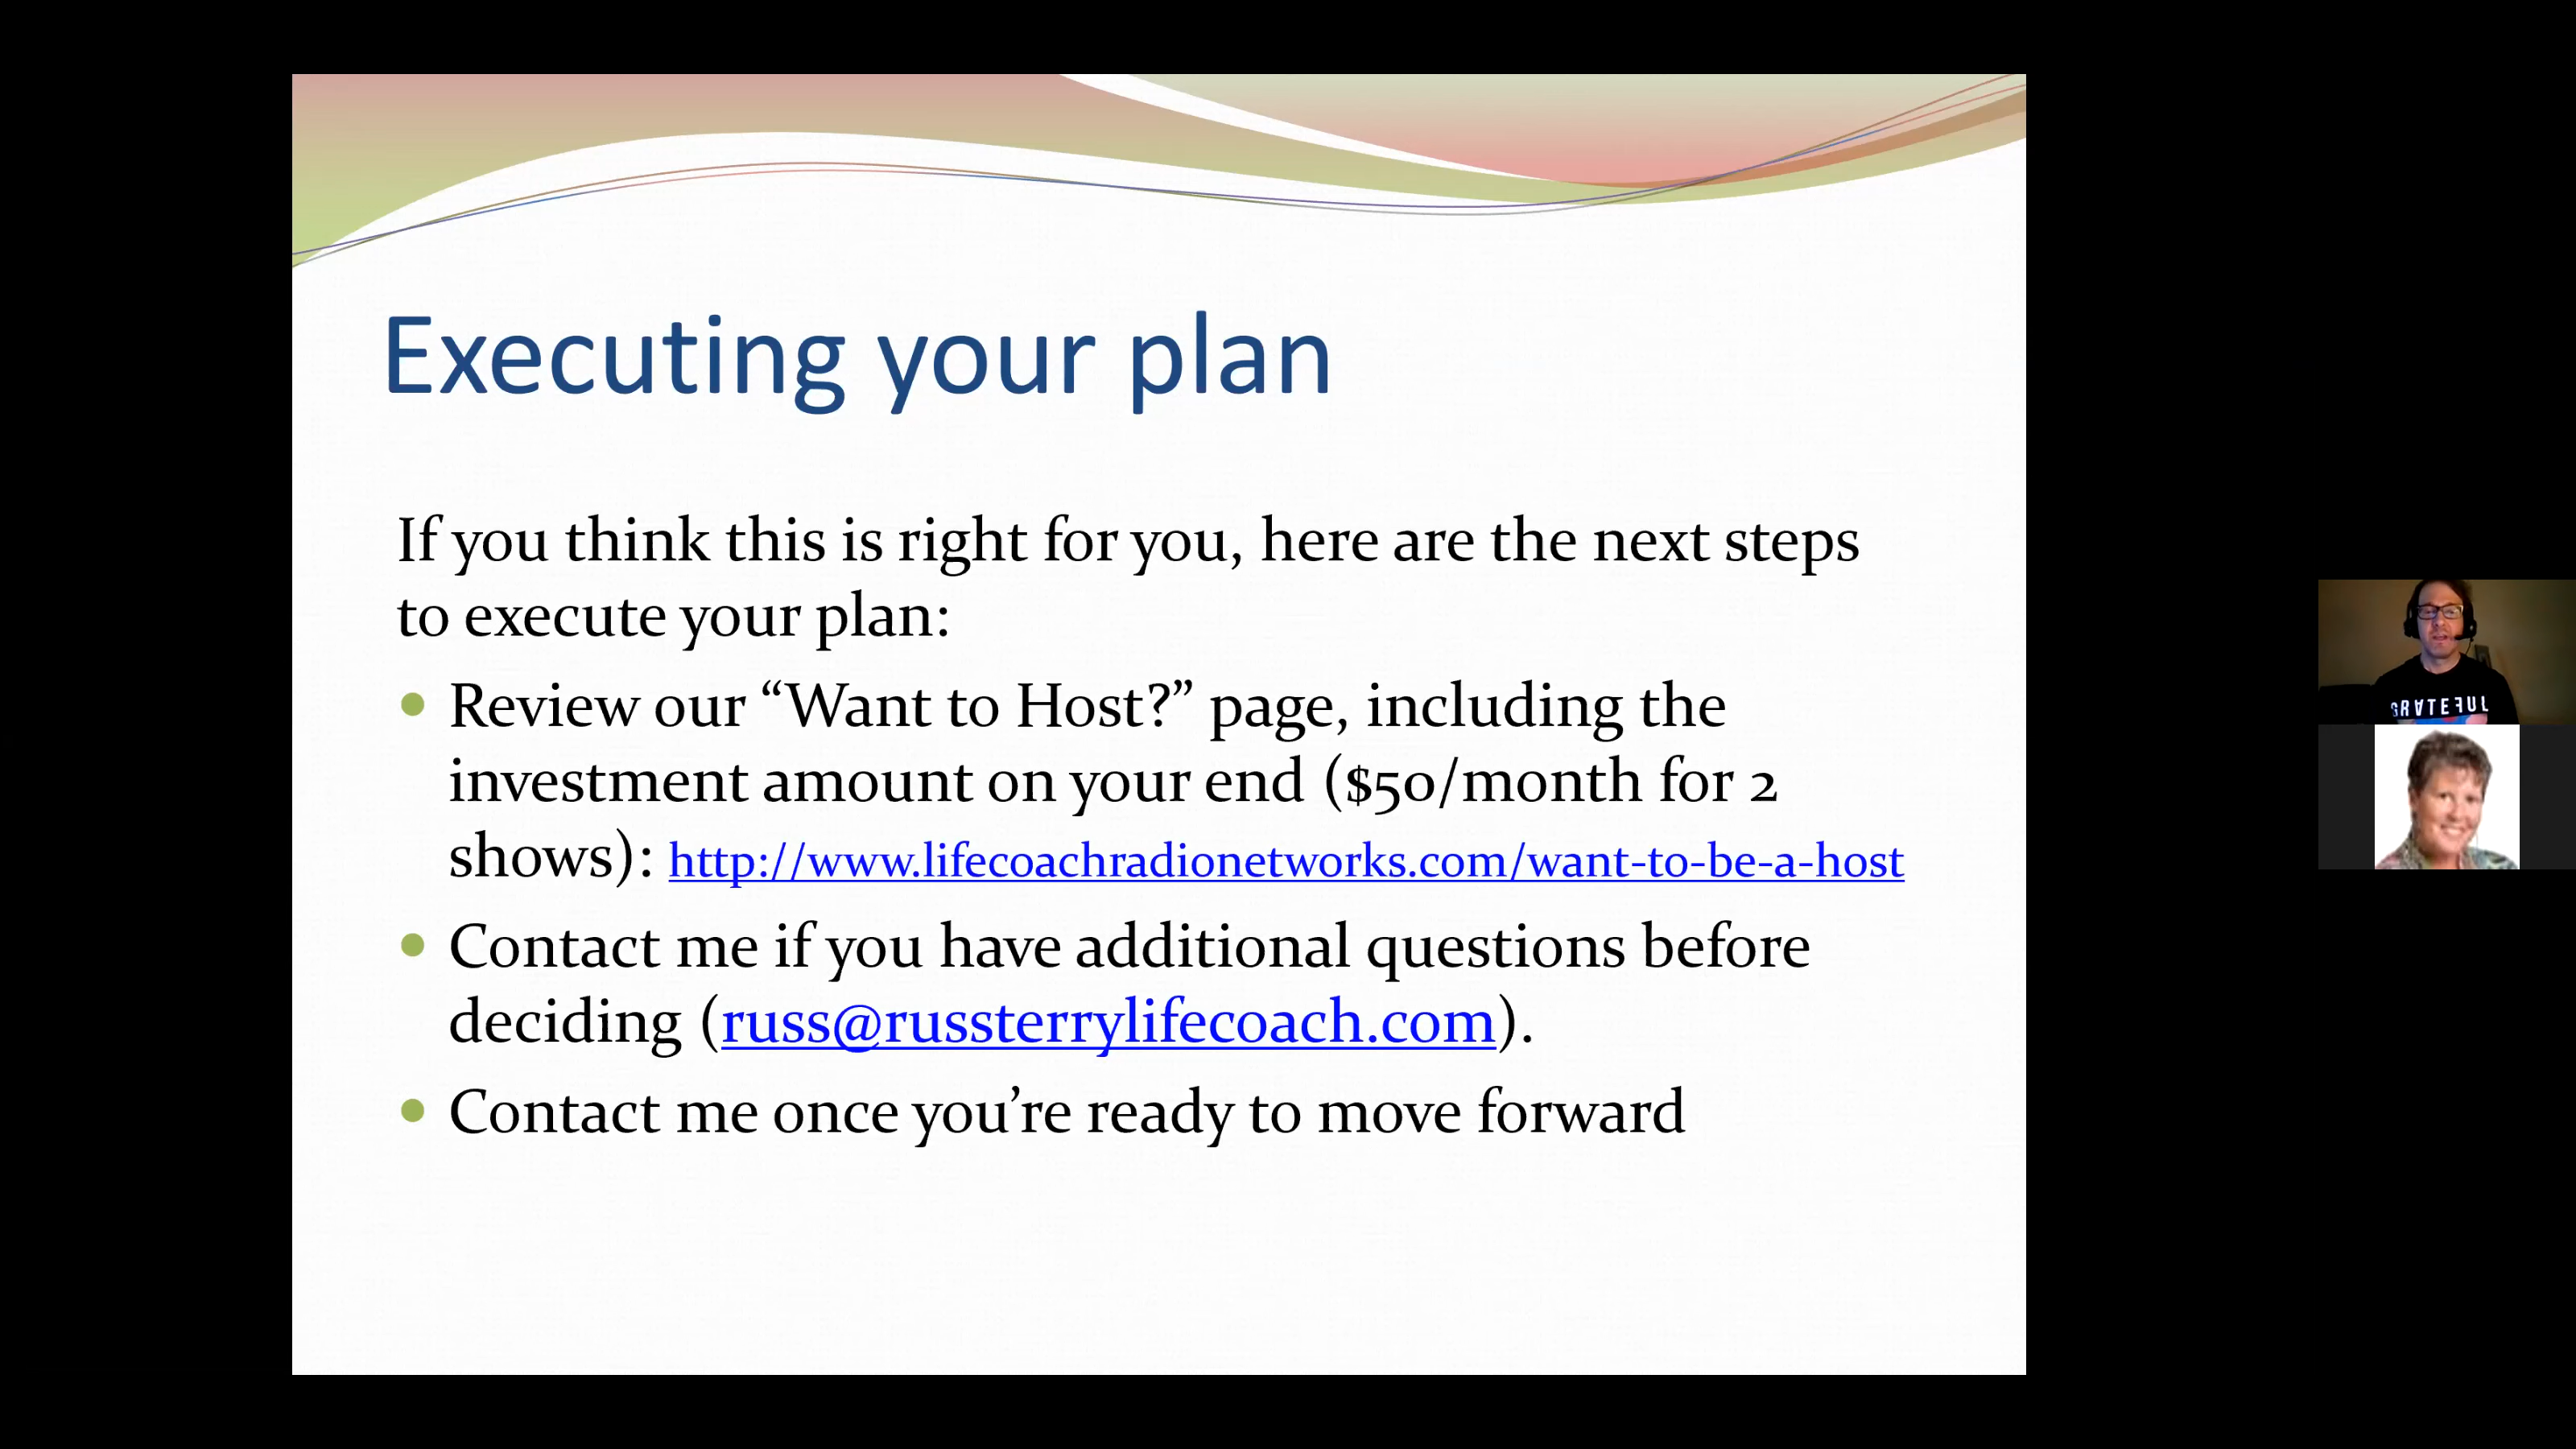 Executing your plan
If you think this is right for you, here are the next steps
to execute your plan:
Review our “Want to Host?” page, including the
investment amount on your end ($50/month for 2
shows): http://www.lifecoachradionetworks.com/want-to-be-a-host
Contact me if you have additional questions before
deciding (russ@russterrylifecoach.com).
Contact me once you’re ready to move forward
GRATEFUL